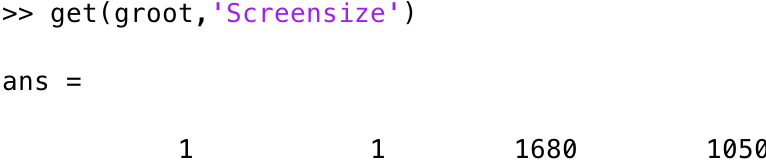 >> get(groot,'Screensize')
ans =
1 1 1680 1050